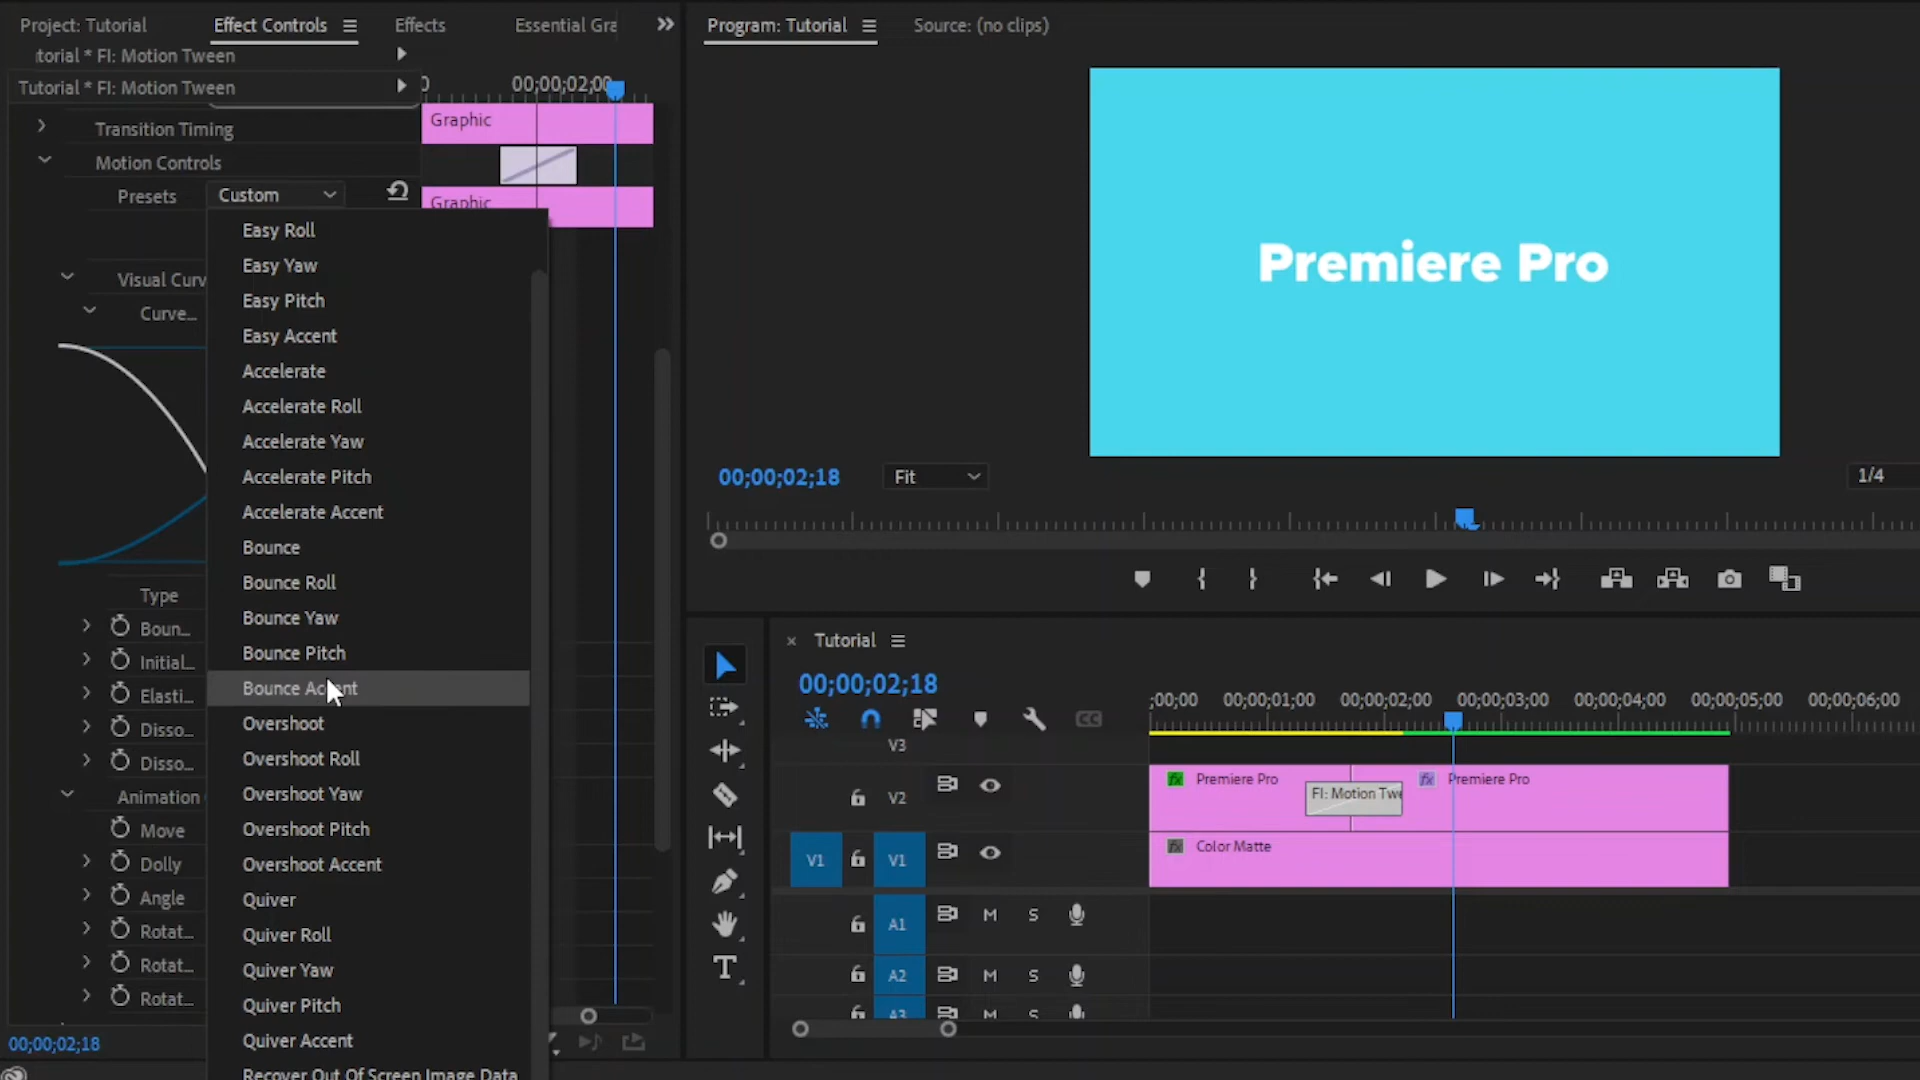 Project: Tutorial
Effect Controls
Effects
Essential Gra
Program: Tutorial
Source: (no clips)
tutorial * FI: Motion Tween
Tutorial * FI: Motion Tween
0
00;00;02;00
Graphic
Transition Timing
Motion Controls
Presets
Custom
Graphic
Easy Roll
Easy Yaw
Easy Pitch
Easy Accent
Accelerate
Accelerate Roll
Accelerate Yaw
Accelerate Pitch
Accelerate Accent
Bounce
Bounce Roll
Bounce Yaw
Bounce Pitch
Bounce Accent
Overshoot
Overshoot Roll
Overshoot Yaw
Overshoot Pitch
Overshoot Accent
Quiver
Quiver Roll
Quiver Yaw
Quiver Pitch
Quiver Accent
Recover Out Of Screen Image Data
Visual Curv
Curve...
Type
Boun...
Initial...
Elasti...
Disso...
Disso...
Animation
Move
Dolly
Angle
Rotat...
Rotat...
Rotat...
00;00;02;18
Premiere Pro
00;00;02;18
Fit
1/4
× Tutorial
00;00;02;18
;00;00
00;00;01;00
00;00;02;00
00;00;03;00
00;00;04;00
00;00;05;00
00;00;06;00
CC
V3
V2
fx Premiere Pro
FI: Motion Twe
fx Premiere Pro
V1
V1
fx Color Matte
A1
M
S
A2
M
S
A3
M
S